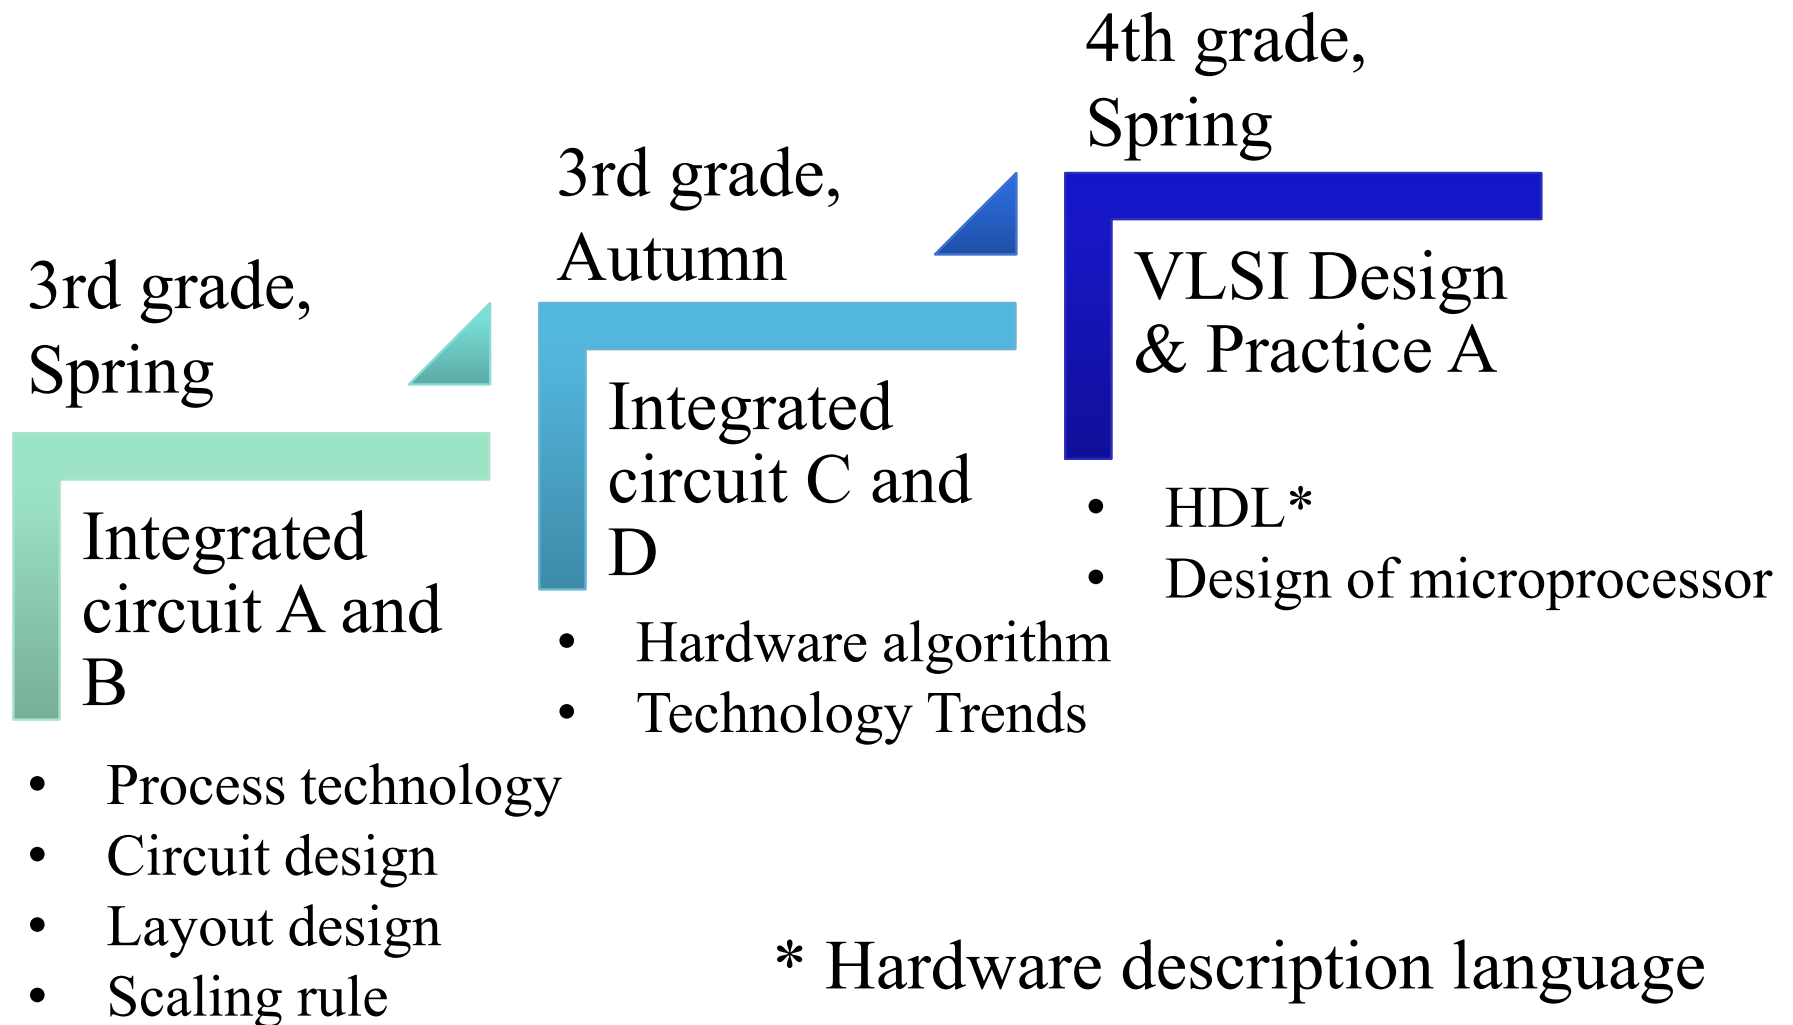 3rd grade,
Spring
Integrated
circuit A and
B
• Process technology
• Circuit design
• Layout design
• Scaling rule
3rd grade,
Autumn
Integrated
circuit C and
D
• Hardware algorithm
• Technology Trends
4th grade,
Spring
VLSI Design
& Practice A
• HDL*
• Design of microprocessor
* Hardware description language